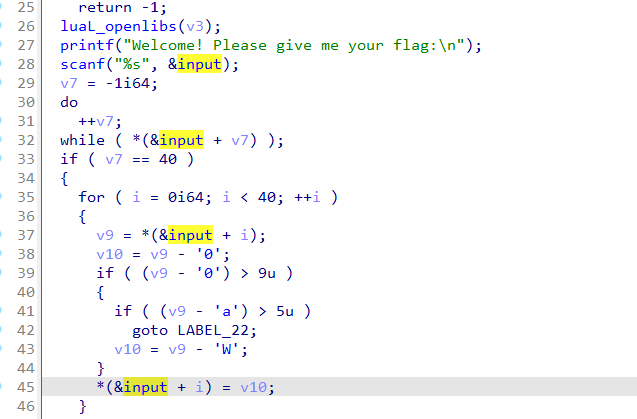 25 return -1;
26 luaL_openlibs(v3);
27 printf("Welcome! Please give me your flag:\n");
28 scanf("%s", &input);
29 v7 = -1i64;
30 do
31 ++v7;
32 while ( *(&input + v7) );
33 if ( v7 == 40 )
34 {
35 for ( i = 0i64; i < 40; ++i )
36 {
37 v9 = *(&input + i);
38 v10 = v9 - '0';
39 if ( (v9 - '0') > 9u )
40 {
41 if ( (v9 - 'a') > 5u )
42 goto LABEL_22;
43 v10 = v9 - 'W';
44 }
45 *(&input + i) = v10;
46 }